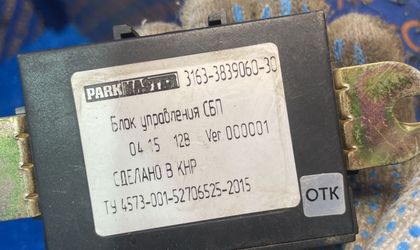 PARKMASTER 3163-3839060-30
Блок управления СБП
04 15 12В Ver 000001
СДЕЛАНО В КНР
ТУ 4573-001-52706525-2015
ОТК